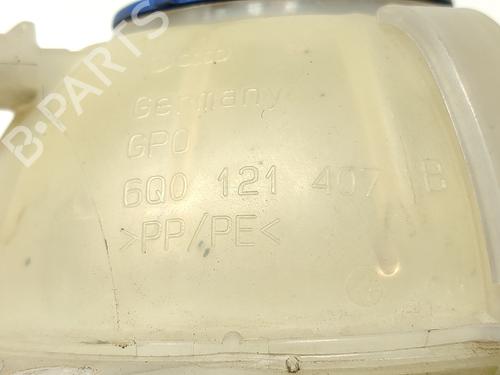 Germany
GPO
6Q0 121 407 B
>PP/PE<
B-PARTS